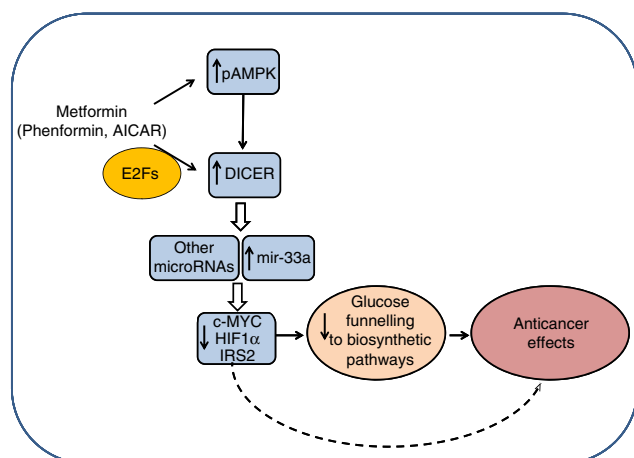 pAMPK
Metformin
(Phenformin, AICAR)
E2Fs
DICER
Other
microRNAs
mir-33a
c-MYC
HIF1α
IRS2
Glucose
funnelling
to biosynthetic
pathways
Anticancer
effects